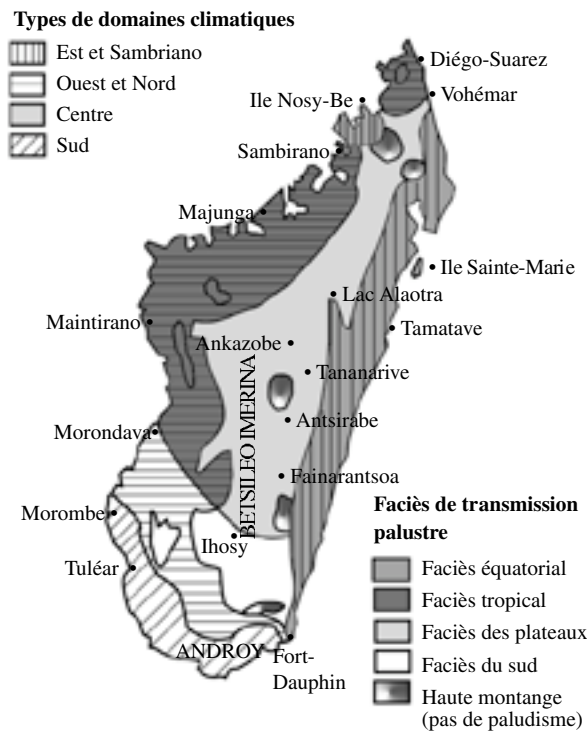 Types de domaines climatiques
Est et Sambriano
Ouest et Nord
Centre
Sud
Diégo-Suarez
Ile Nosy-Be
Vohémar
Sambirano
Majunga
Ile Sainte-Marie
Lac Alaotra
Maintirano
Tamatave
Ankazobe
Tananarive
BETSILEO IMERINA
Antsirabe
Morondava
Fainarantsoa
Morombe
Ihosy
Tuléar
ANDROY
Fort-
Dauphin
Faciès de transmission
palustre
Faciès équatorial
Faciès tropical
Faciès des plateaux
Faciès du sud
Haute montange
(pas de paludisme)